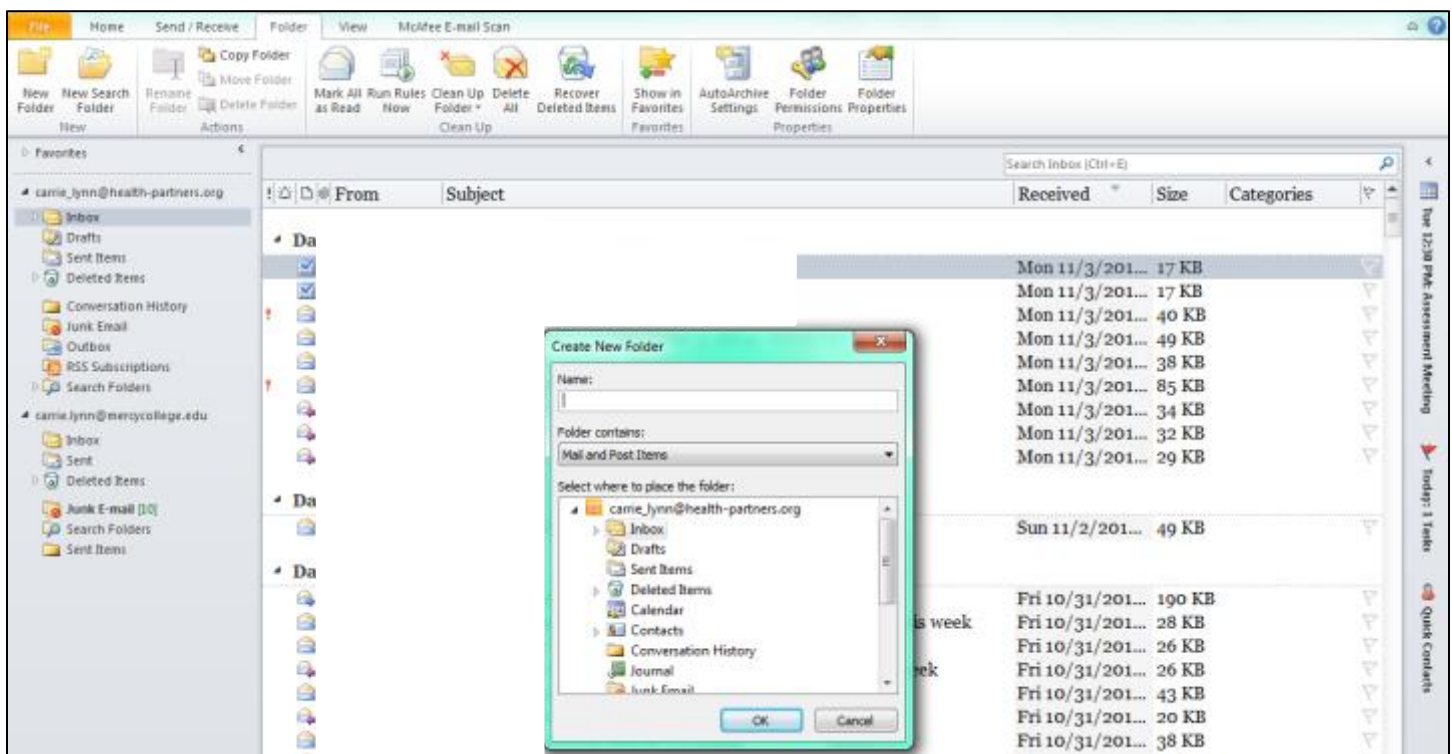 File Home Send / Receive Folder View McAfee E-mail Scan
New Folder
New Search Folder
Rename Folder
Copy Folder
Move Folder
Delete Folder
Mark All as Read
Run Rules Now
Clean Up Folder
Delete All
Recover Deleted Items
Show in Favorites
AutoArchive Settings
Folder Permissions
Folder Properties
New Actions Clean Up Favorites Properties
Favorites
carrie_lynn@health-partners.org
Inbox
Drafts
Sent Items
Deleted Items
Conversation History
Junk Email
Outbox
RSS Subscriptions
Search Folders
carrie.lynn@mercycollege.edu
Inbox
Sent
Deleted Items
Junk E-mail [10]
Search Folders
Sent Items
Search Inbox (Ctrl+E)
From Subject Received Size Categories
Da
Mon 11/3/201... 17 KB
Mon 11/3/201... 17 KB
Mon 11/3/201... 40 KB
Mon 11/3/201... 49 KB
Mon 11/3/201... 38 KB
Mon 11/3/201... 85 KB
Mon 11/3/201... 34 KB
Mon 11/3/201... 32 KB
Mon 11/3/201... 29 KB
Da
Sun 11/2/201... 49 KB
Da
Fri 10/31/201... 190 KB
is week Fri 10/31/201... 28 KB
Fri 10/31/201... 26 KB
eek Fri 10/31/201... 26 KB
Fri 10/31/201... 43 KB
Fri 10/31/201... 20 KB
Fri 10/31/201... 38 KB
Create New Folder
Name:
Folder contains:
Mail and Post Items
Select where to place the folder:
carrie_lynn@health-partners.org
Inbox
Drafts
Sent Items
Deleted Items
Calendar
Contacts
Conversation History
Journal
Junk Email
OK Cancel
Tue 12:30 PM: Assessment Meeting
Today: 1 Tasks
Quick Contacts